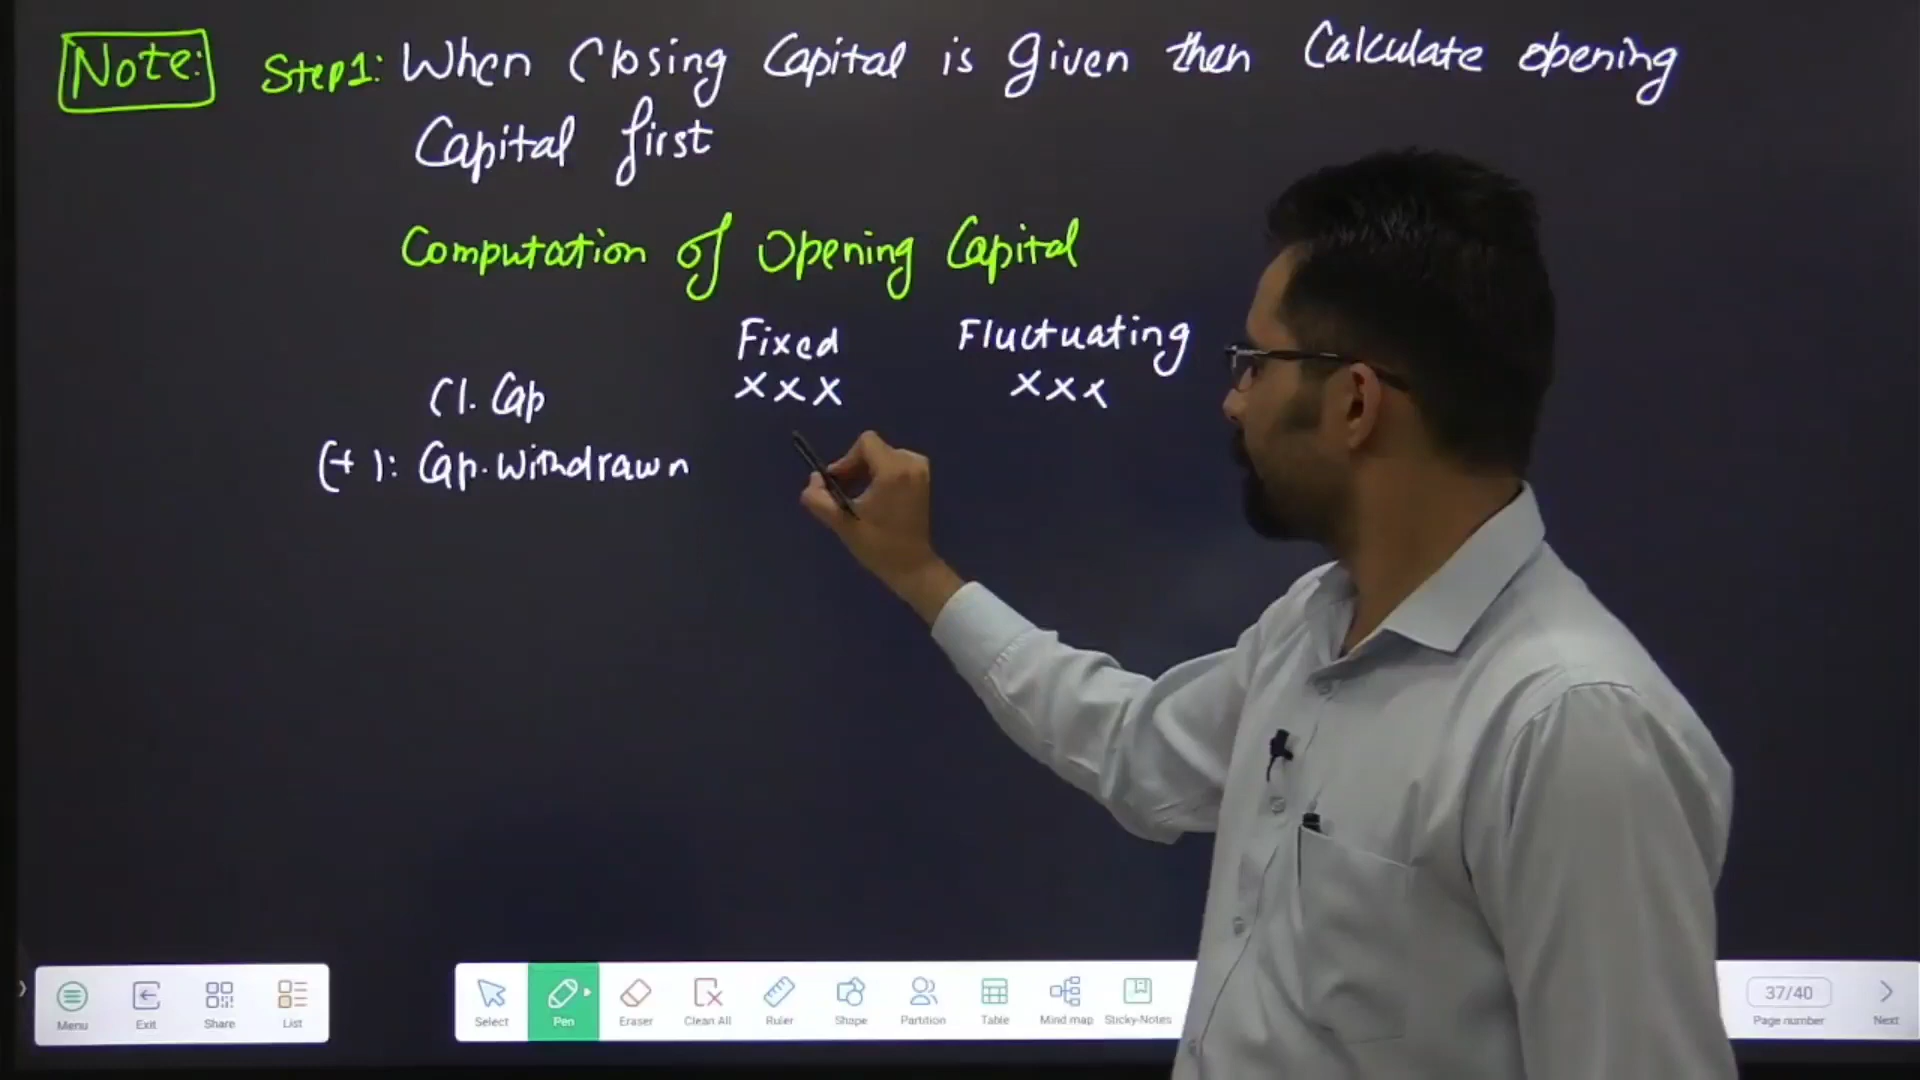 Note: Step1: When Closing Capital is given then Calculate opening
Capital first
Computation of Opening Capital
Fixed Fluctuating
Cl. Cap XXX XXX
(+): Cap. Withdrawn
Menu Exit Share List Select Pen Eraser Clean All Ruler Shape Partition Table Mind map Sticky-Notes 37/40 Page number Next